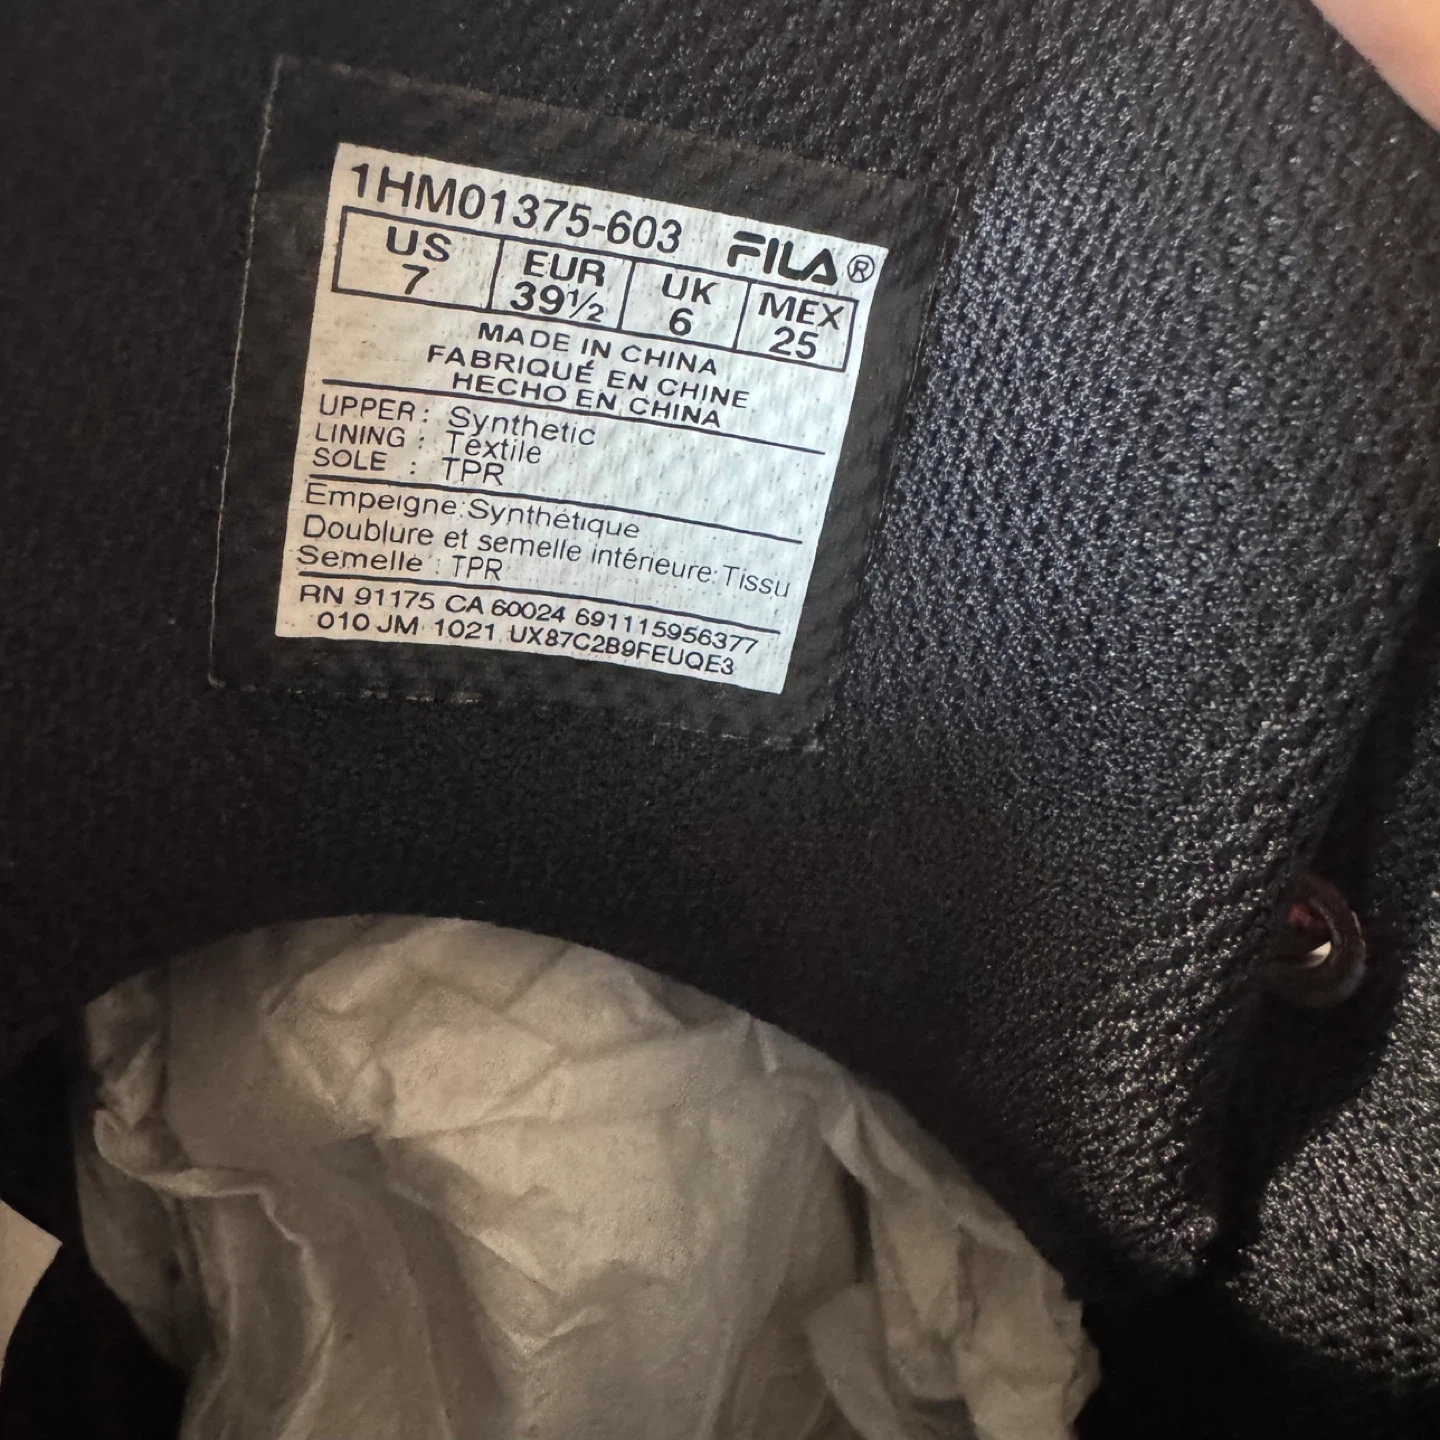 1HM01375-603 FILA®
US EUR UK MEX
7 39½ 6 25
MADE IN CHINA
FABRIQUÉ EN CHINE
HECHO EN CHINA
UPPER : Synthetic
LINING : Textile
SOLE : TPR
Empeigne:Synthétique
Doublure et semelle intérieure:Tissu
Semelle : TPR
RN 91175 CA 60024 691115956377
010 JM 1021 UX87C2B9FEUQE3